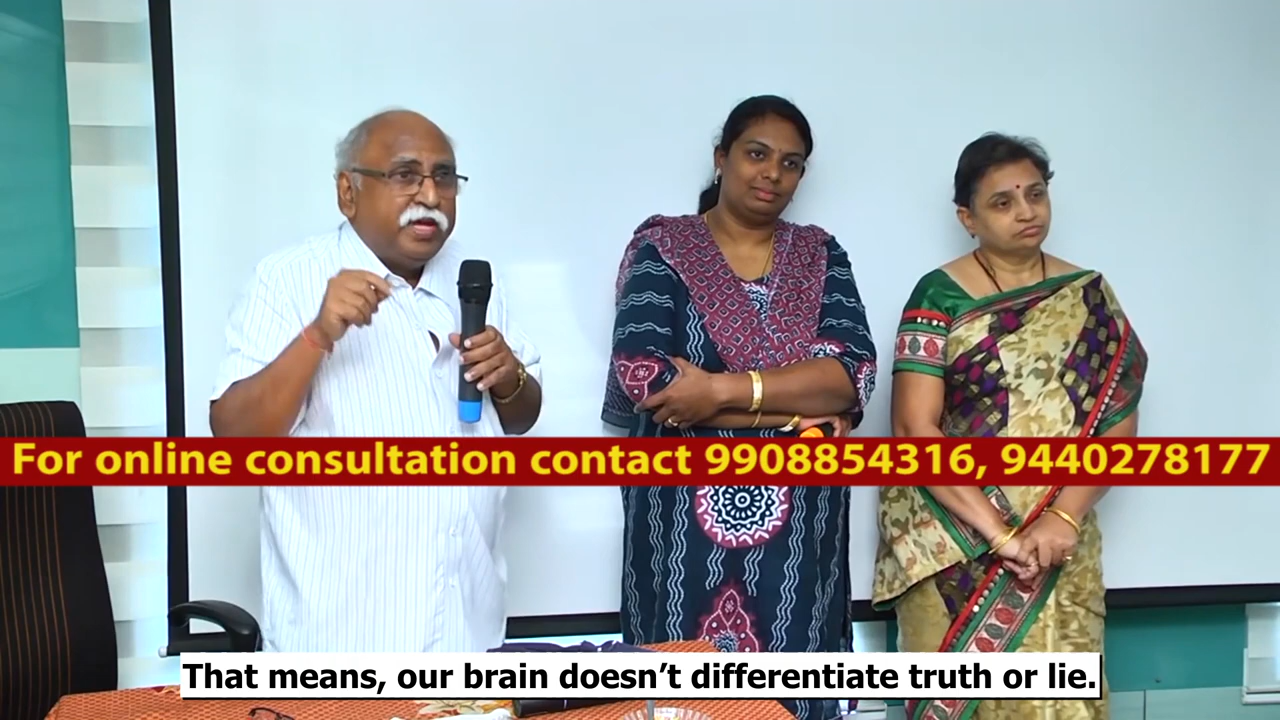 For online consultation contact 9908854316, 9440278177
That means, our brain doesn’t differentiate truth or lie.